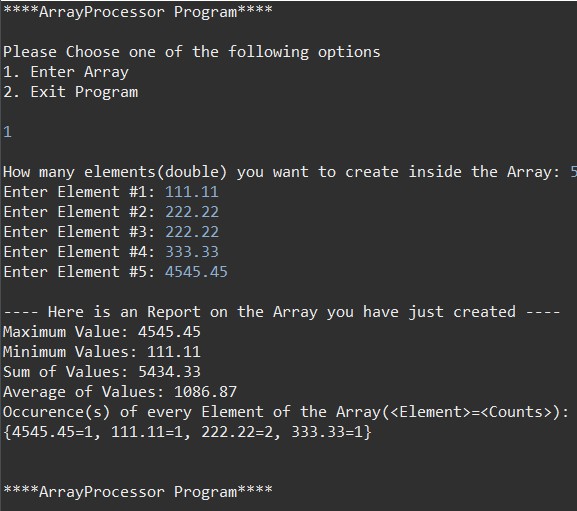 ****ArrayProcessor Program****
Please Choose one of the following options
1. Enter Array
2. Exit Program
1
How many elements(double) you want to create inside the Array: 5
Enter Element #1: 111.11
Enter Element #2: 222.22
Enter Element #3: 222.22
Enter Element #4: 333.33
Enter Element #5: 4545.45
---- Here is an Report on the Array you have just created ----
Maximum Value: 4545.45
Minimum Values: 111.11
Sum of Values: 5434.33
Average of Values: 1086.87
Occurence(s) of every Element of the Array(<Element>=<Counts>):
{4545.45=1, 111.11=1, 222.22=2, 333.33=1}
****ArrayProcessor Program****